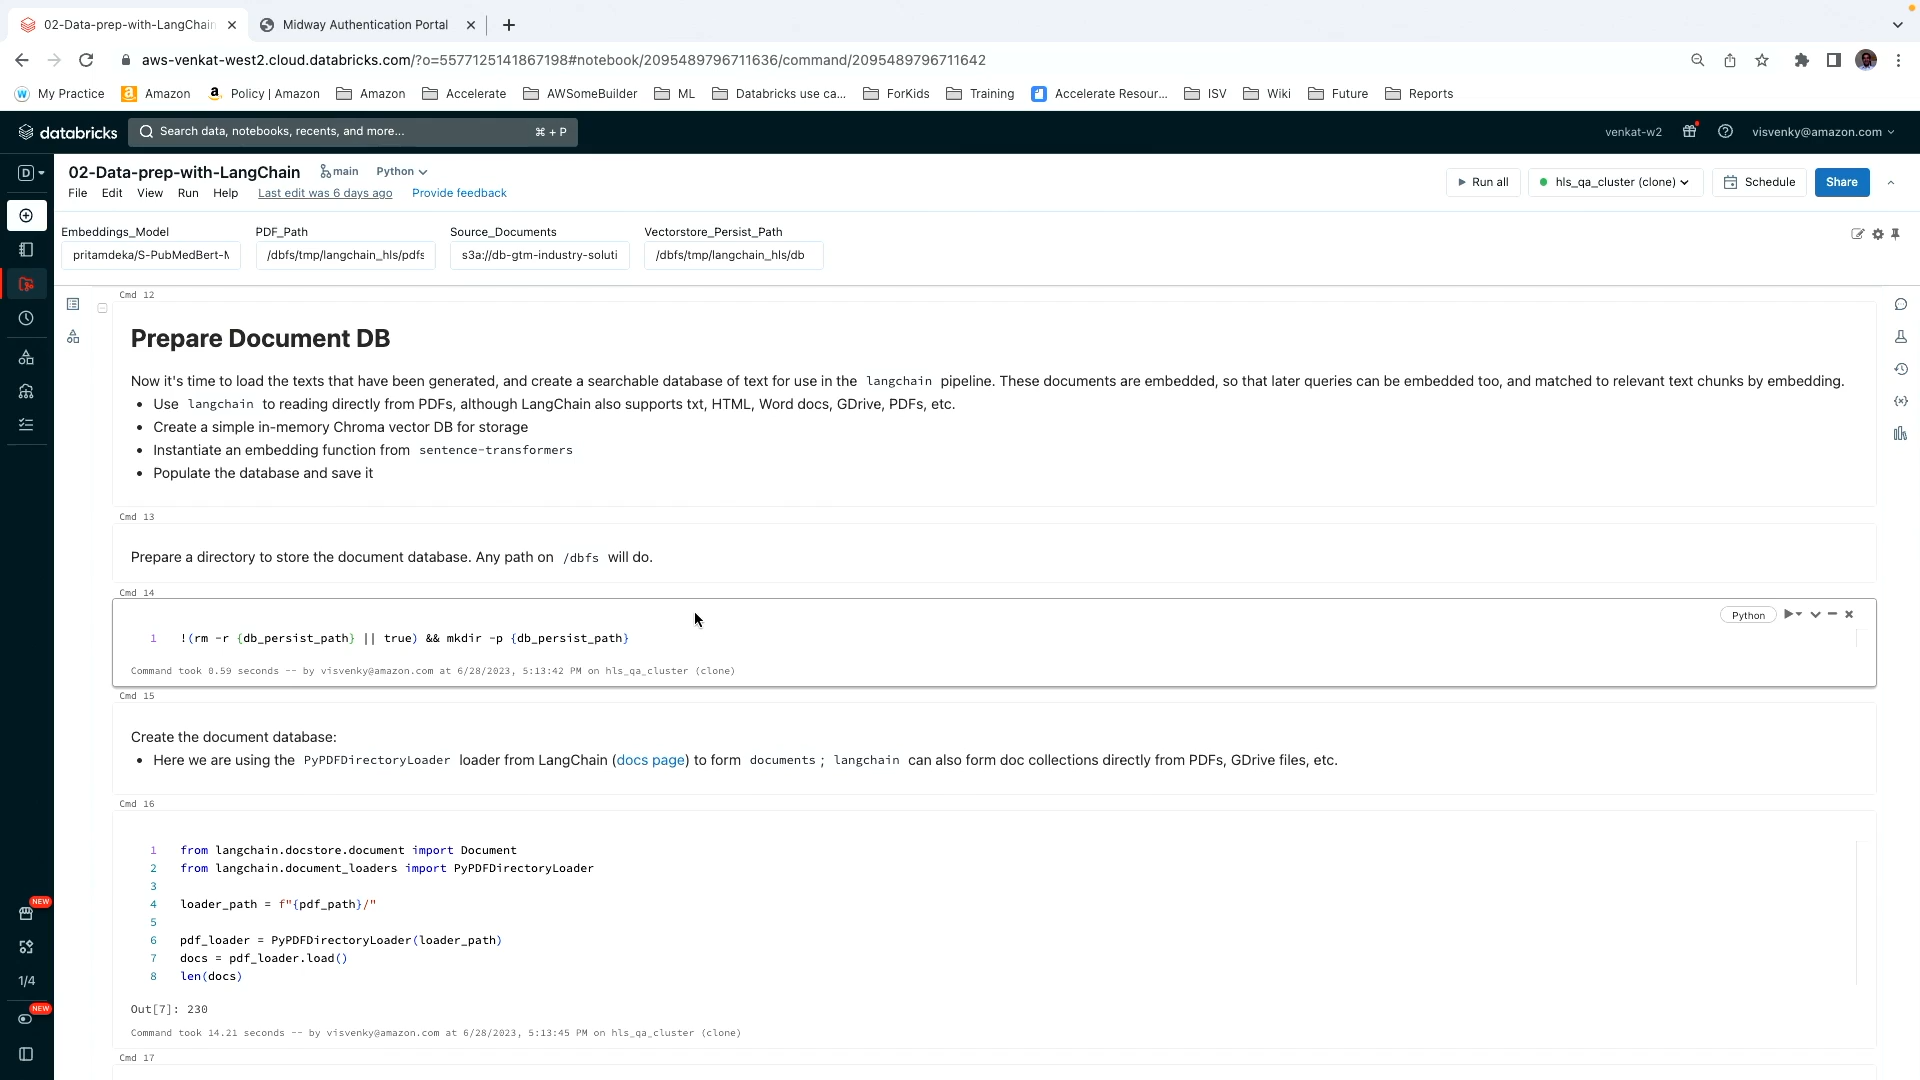 02-Data-prep-with-LangChain
Midway Authentication Portal
aws-venkat-west2.cloud.databricks.com/?o=5577125141867198#notebook/2095489796711636/command/2095489796711642
My Practice
Amazon
Policy | Amazon
Amazon
Accelerate
AWSomeBuilder
ML
Databricks use ca...
ForKids
Training
Accelerate Resour...
ISV
Wiki
Future
Reports
databricks
Search data, notebooks, recents, and more...
⌘ + P
venkat-w2
visvenky@amazon.com
D
02-Data-prep-with-LangChain
main
Python
File Edit View Run Help
Last edit was 6 days ago
Provide feedback
Run all
hls_qa_cluster (clone)
Schedule
Share
Embeddings_Model
PDF_Path
Source_Documents
Vectorstore_Persist_Path
pritamdeka/S-PubMedBert-M
/dbfs/tmp/langchain_hls/pdfs
s3a://db-gtm-industry-soluti
/dbfs/tmp/langchain_hls/db
Cmd 12
Prepare Document DB
Now it's time to load the texts that have been generated, and create a searchable database of text for use in the langchain pipeline. These documents are embedded, so that later queries can be embedded too, and matched to relevant text chunks by embedding.
• Use langchain to reading directly from PDFs, although LangChain also supports txt, HTML, Word docs, GDrive, PDFs, etc.
• Create a simple in-memory Chroma vector DB for storage
• Instantiate an embedding function from sentence-transformers
• Populate the database and save it
Cmd 13
Prepare a directory to store the document database. Any path on /dbfs will do.
Cmd 14
Python
1 !(rm -r {db_persist_path} || true) && mkdir -p {db_persist_path}
Command took 0.59 seconds -- by visvenky@amazon.com at 6/28/2023, 5:13:42 PM on hls_qa_cluster (clone)
Cmd 15
Create the document database:
• Here we are using the PyPDFDirectoryLoader loader from LangChain (docs page) to form documents; langchain can also form doc collections directly from PDFs, GDrive files, etc.
Cmd 16
1 from langchain.docstore.document import Document
2 from langchain.document_loaders import PyPDFDirectoryLoader
3
4 loader_path = f"{pdf_path}/"
5
6 pdf_loader = PyPDFDirectoryLoader(loader_path)
7 docs = pdf_loader.load()
8 len(docs)
Out[7]: 230
Command took 14.21 seconds -- by visvenky@amazon.com at 6/28/2023, 5:13:45 PM on hls_qa_cluster (clone)
Cmd 17
NEW
1/4
NEW